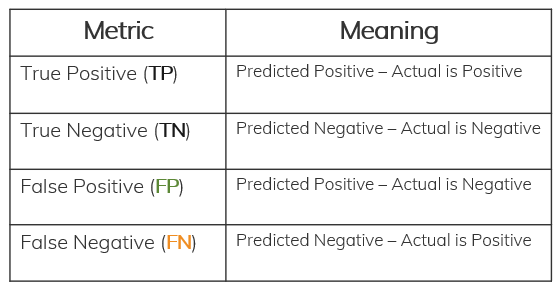 Metric Meaning
True Positive (TP) Predicted Positive – Actual is Positive
True Negative (TN) Predicted Negative – Actual is Negative
False Positive (FP) Predicted Positive – Actual is Negative
False Negative (FN) Predicted Negative – Actual is Positive